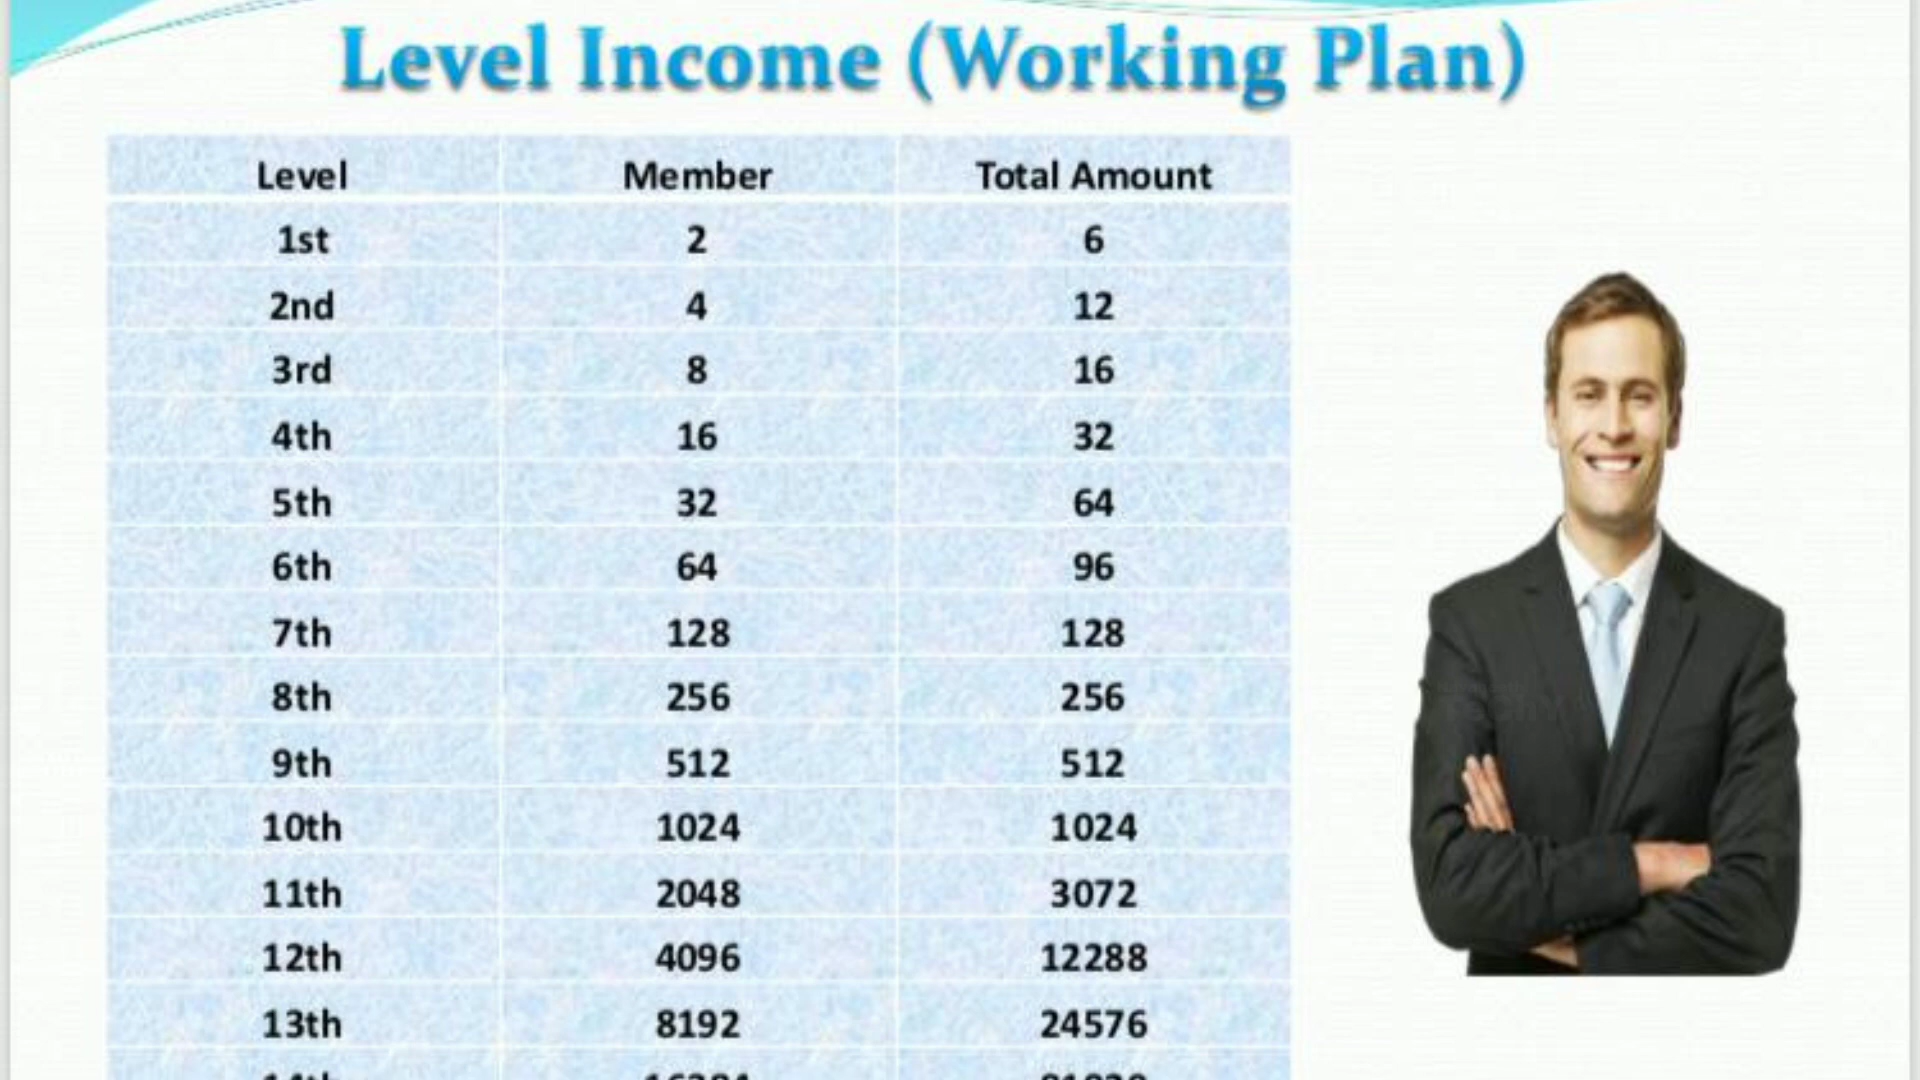 Level Income (Working Plan)
Level Member Total Amount
1st 2 6
2nd 4 12
3rd 8 16
4th 16 32
5th 32 64
6th 64 96
7th 128 128
8th 256 256
9th 512 512
10th 1024 1024
11th 2048 3072
12th 4096 12288
13th 8192 24576